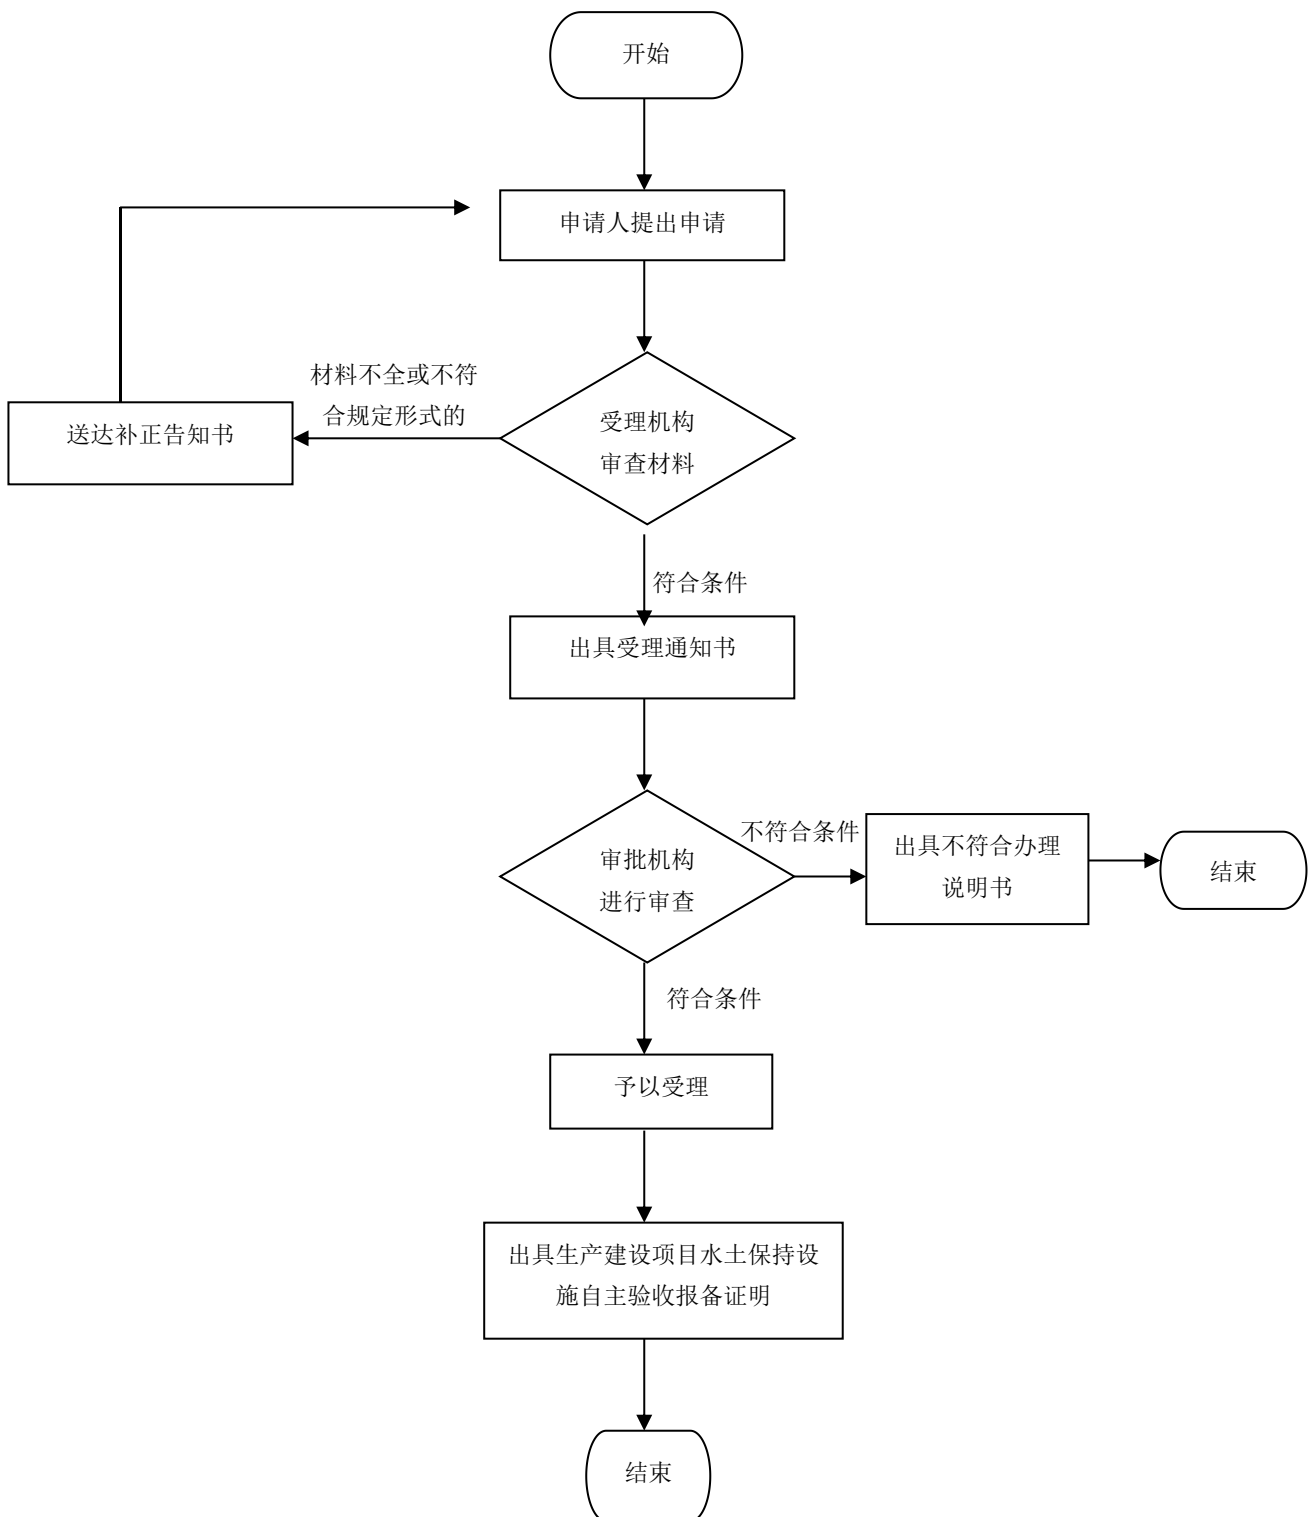 开始
申请人提出申请
材料不全或不符
合规定形式的
送达补正告知书
受理机构
审查材料
符合条件
出具受理通知书
不符合条件
审批机构
进行审查
出具不符合办理
说明书
结束
符合条件
予以受理
出具生产建设项目水土保持设
施自主验收报备证明
结束